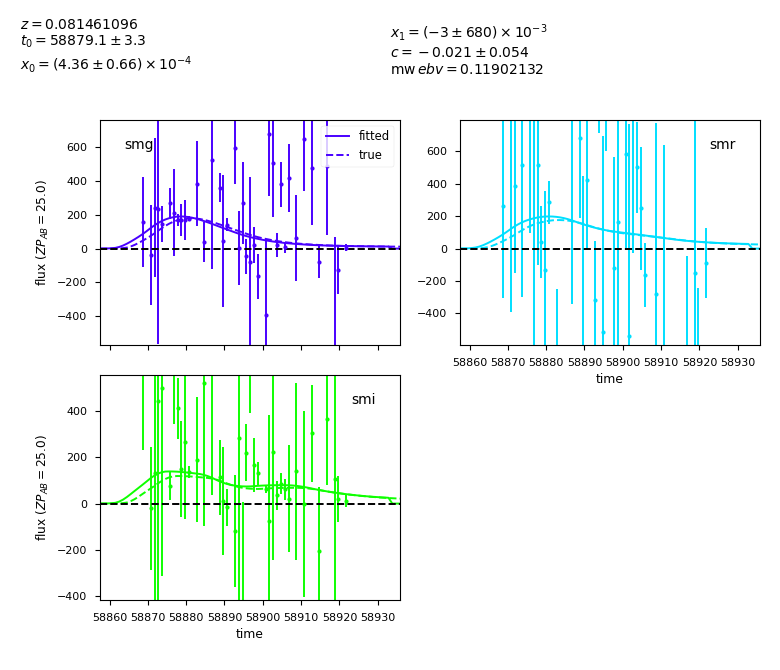 z = 0.081461096
t₀ = 58879.1 ± 3.3
x₀ = (4.36 ± 0.66) × 10⁻⁴
x₁ = (−3 ± 680) × 10⁻³
c = −0.021 ± 0.054
mw ebv = 0.11902132
smg
fitted
true
600
400
200
0
−200
−400
flux (ZP_AB = 25.0)
smr
600
400
200
0
−200
−400
58860 58870 58880 58890 58900 58910 58920 58930
time
smi
400
200
0
−200
−400
flux (ZP_AB = 25.0)
58860 58870 58880 58890 58900 58910 58920 58930
time